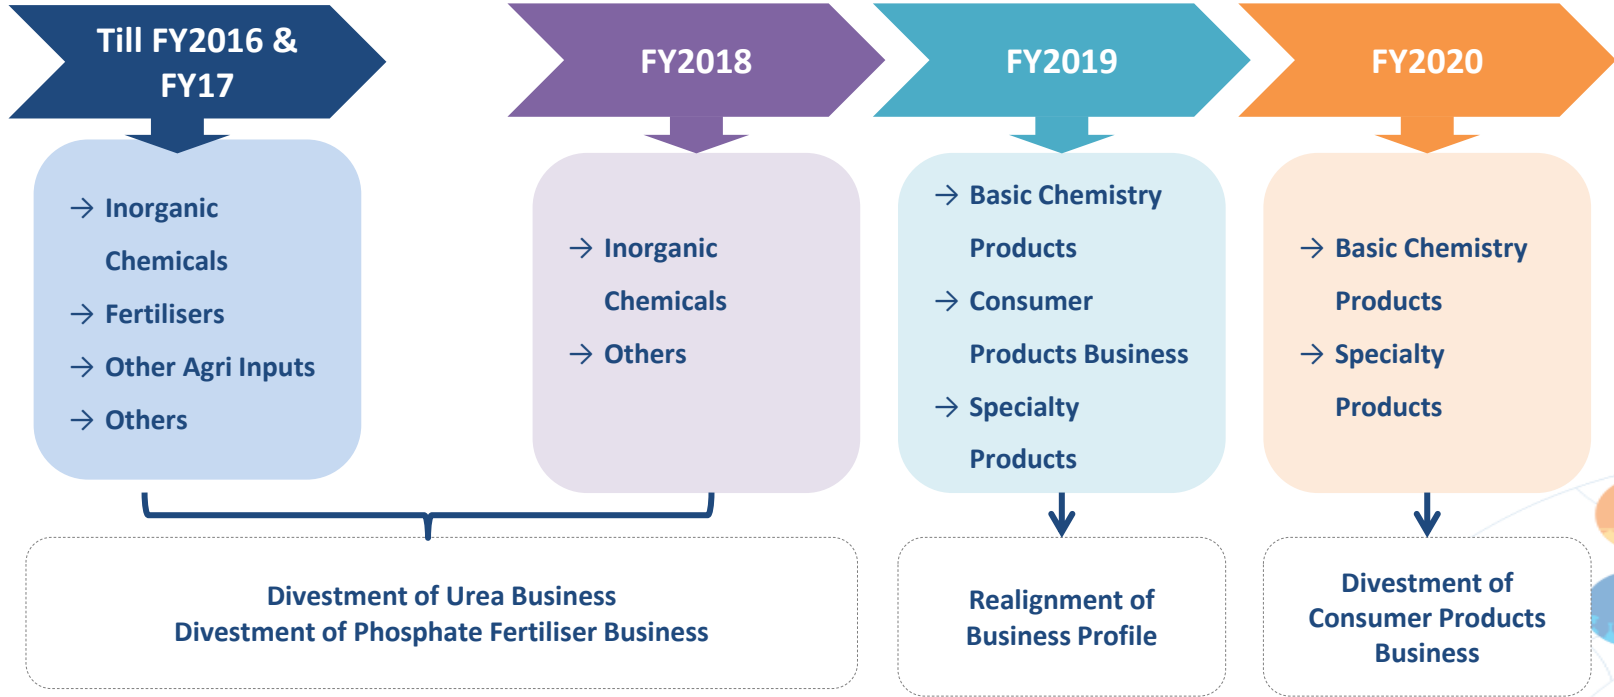 Till FY2016 &
FY17
→ Inorganic
Chemicals
→ Fertilisers
→ Other Agri Inputs
→ Others
FY2018
→ Inorganic
Chemicals
→ Others
Divestment of Urea Business
Divestment of Phosphate Fertiliser Business
FY2019
→ Basic Chemistry
Products
→ Consumer
Products Business
→ Specialty
Products
Realignment of
Business Profile
FY2020
→ Basic Chemistry
Products
→ Specialty
Products
Divestment of
Consumer Products
Business